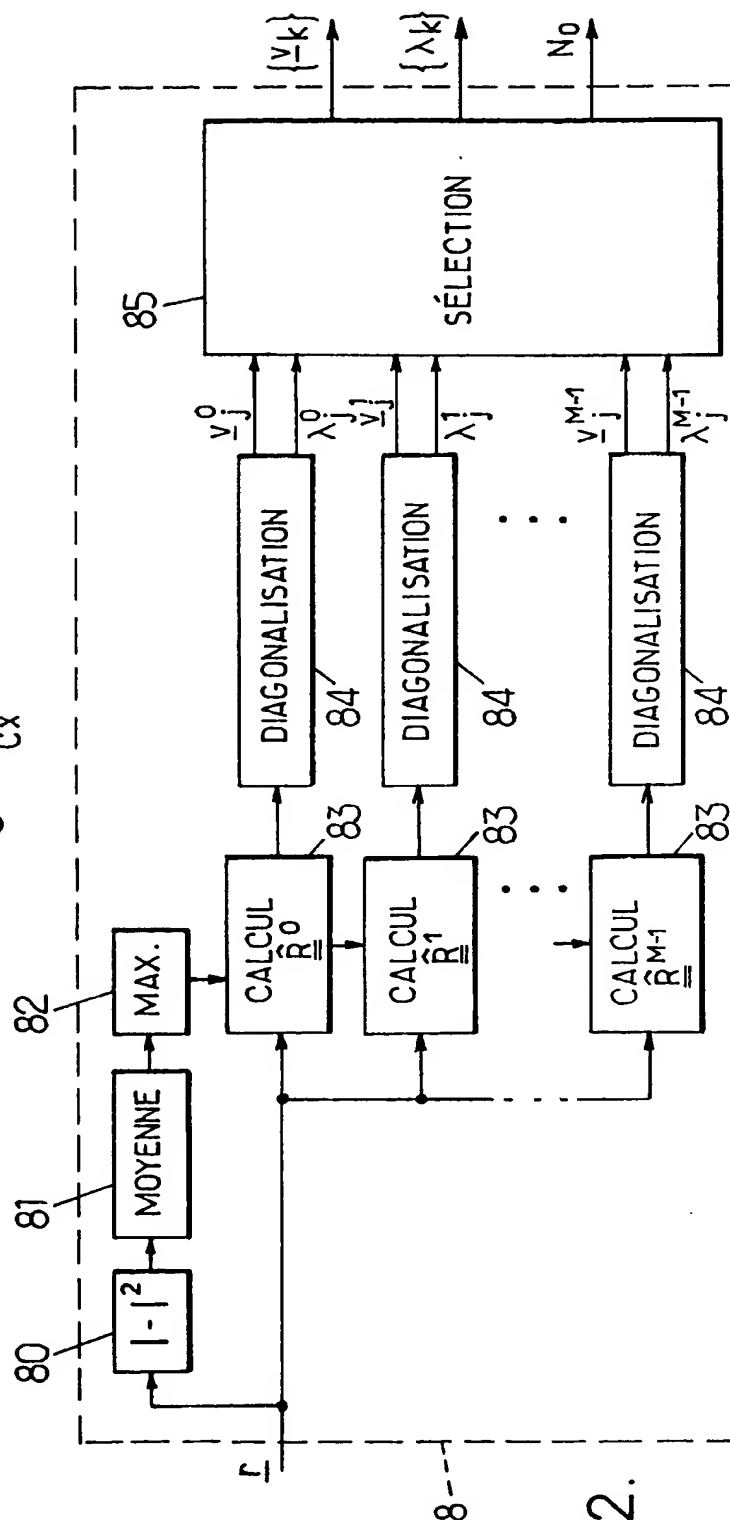 cx
80
81
82
|-|²
MOYENNE
MAX.
r
CALCUL
R̂⁰
83
DIAGONALISATION
84
v⁰j
λ⁰j
CALCUL
R̂¹
83
DIAGONALISATION
84
v¹j
λ¹j
. . .
. . .
CALCUL
R̂ᴹ⁻¹
83
DIAGONALISATION
84
vᴹ⁻¹j
λᴹ⁻¹j
85
SÉLECTION
{vk}
{λk}
N0
8
2.